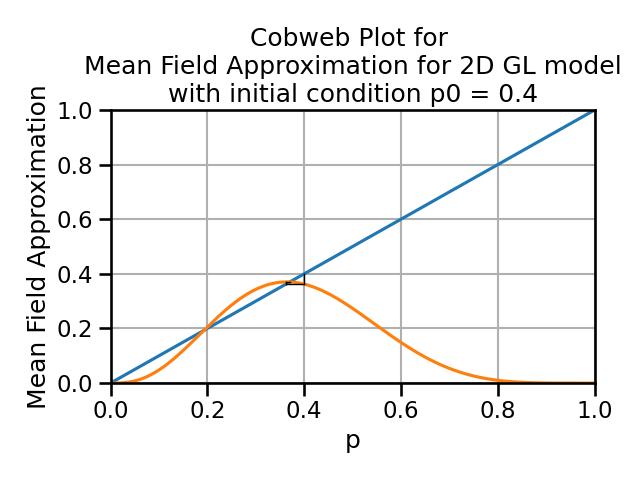 Cobweb Plot for
Mean Field Approximation for 2D GL model
with initial condition p0 = 0.4
Mean Field Approximation
1.0
0.8
0.6
0.4
0.2
0.0
0.0 0.2 0.4 0.6 0.8 1.0
p